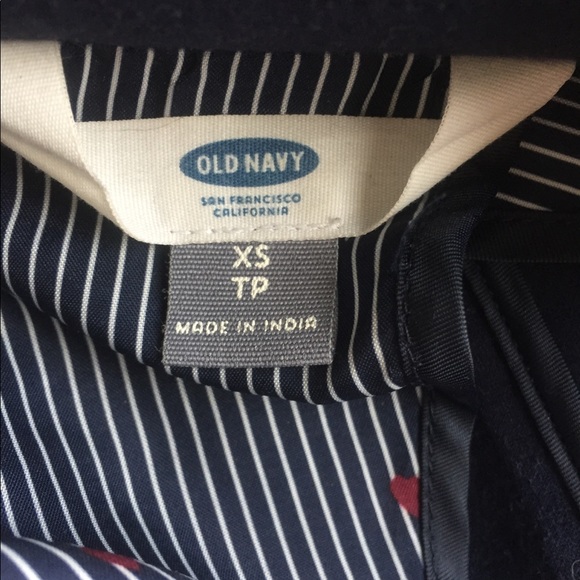 OLD NAVY
SAN FRANCISCO
CALIFORNIA
XS
TP
MADE IN INDIA